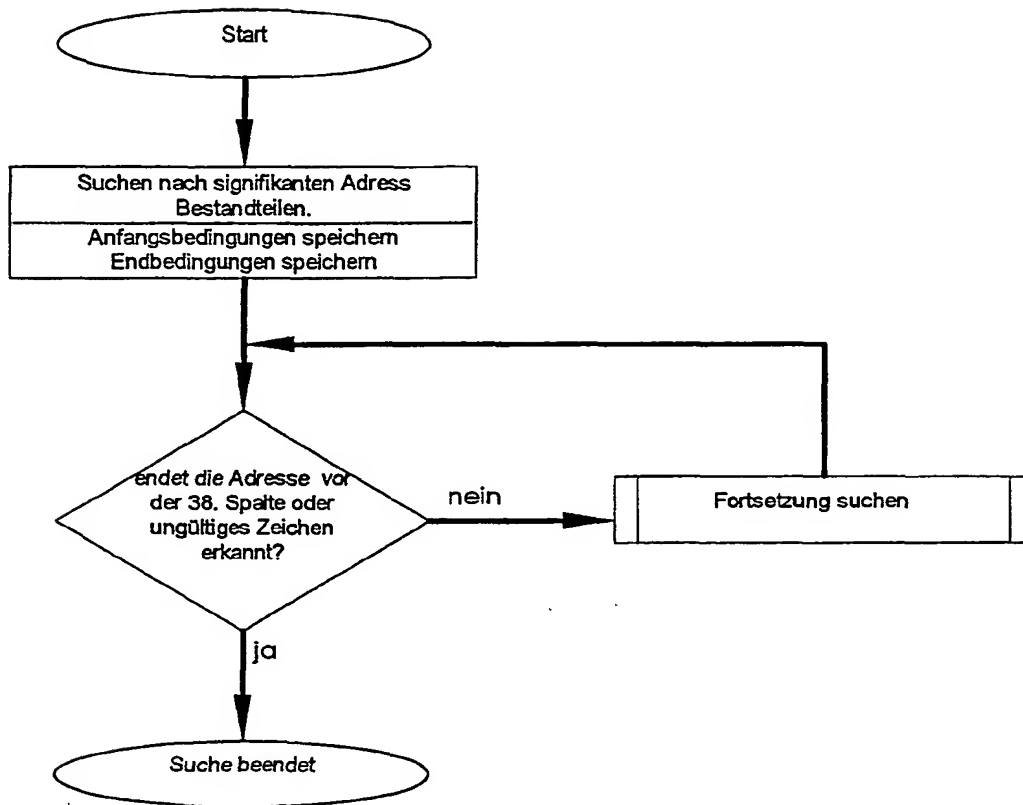 Start
Suchen nach signifikanten Adress
Bestandteilen.
Anfangsbedingungen speichern
Endbedingungen speichern
endet die Adresse vor
der 38. Spalte oder
ungültiges Zeichen
erkannt?
nein
Fortsetzung suchen
ja
Suche beendet